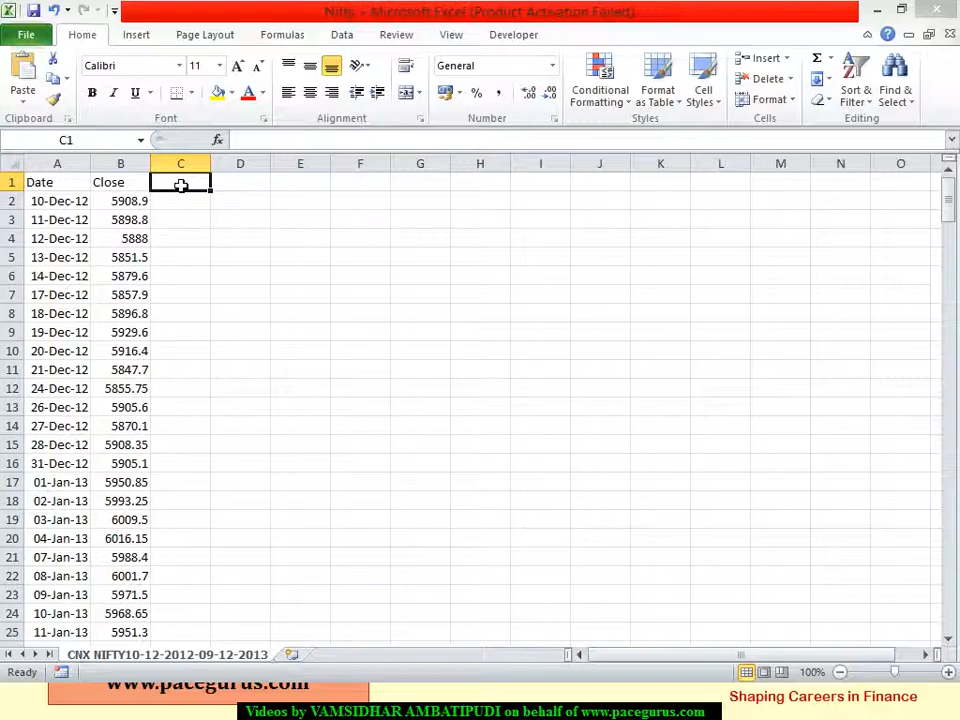 Nifty - Microsoft Excel (Product Activation Failed)
File Home Insert Page Layout Formulas Data Review View Developer
Paste Calibri 11 General Conditional Formatting Format as Table Cell Styles Insert Delete Format Sort & Filter Find & Select
Clipboard Font Alignment Number Styles Cells Editing
C1 fx
A B C D E F G H I J K L M N O
1 Date Close
2 10-Dec-12 5908.9
3 11-Dec-12 5898.8
4 12-Dec-12 5888
5 13-Dec-12 5851.5
6 14-Dec-12 5879.6
7 17-Dec-12 5857.9
8 18-Dec-12 5896.8
9 19-Dec-12 5929.6
10 20-Dec-12 5916.4
11 21-Dec-12 5847.7
12 24-Dec-12 5855.75
13 26-Dec-12 5905.6
14 27-Dec-12 5870.1
15 28-Dec-12 5908.35
16 31-Dec-12 5905.1
17 01-Jan-13 5950.85
18 02-Jan-13 5993.25
19 03-Jan-13 6009.5
20 04-Jan-13 6016.15
21 07-Jan-13 5988.4
22 08-Jan-13 6001.7
23 09-Jan-13 5971.5
24 10-Jan-13 5968.65
25 11-Jan-13 5951.3
CNX NIFTY10-12-2012-09-12-2013
Ready 100%
www.pacegurus.com
Shaping Careers in Finance
Videos by VAMSIDHAR AMBATIPUDI on behalf of www.pacegurus.com